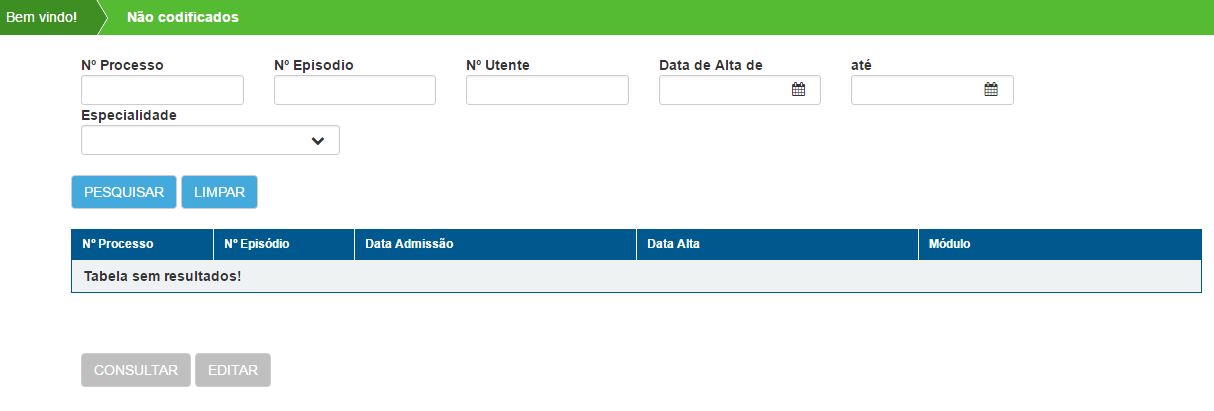 Bem vindo! Não codificados
Nº Processo Nº Episodio Nº Utente Data de Alta de até
Especialidade
PESQUISAR LIMPAR
Nº Processo Nº Episódio Data Admissão Data Alta Módulo
Tabela sem resultados!
CONSULTAR EDITAR